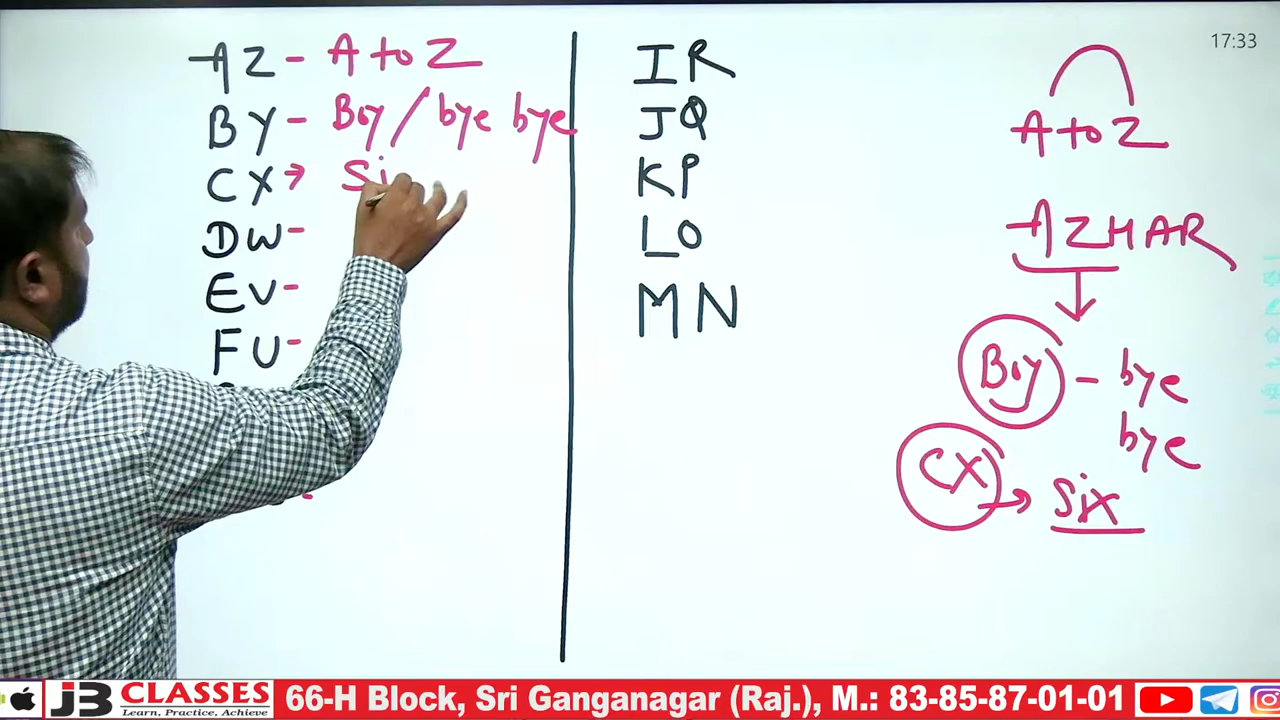 17:33
AZ - A to Z
BY - Boy / bye bye
CX → Si
DW -
EV -
FU -
IR
JQ
KP
LO
MN
A to Z
AZHAR
Boy - bye
bye
CX → Six
JB CLASSES
Learn, Practice, Achieve
66-H Block, Sri Ganganagar (Raj.), M.: 83-85-87-01-01